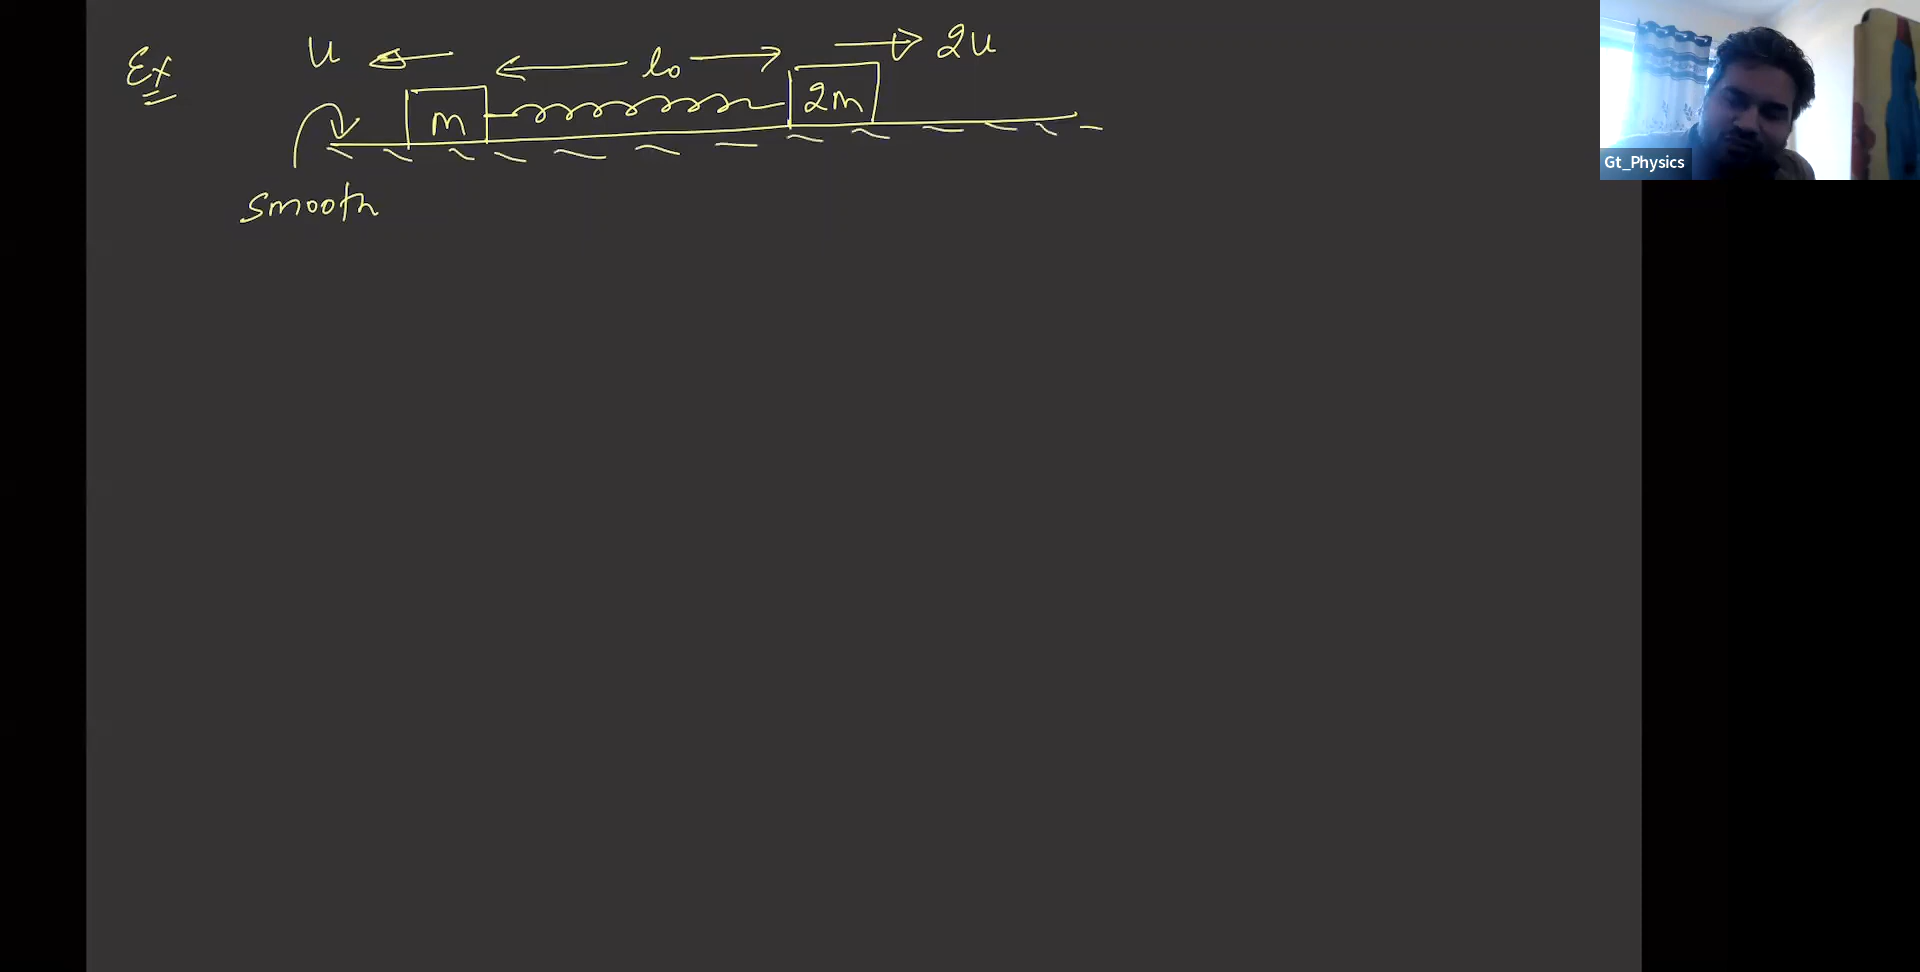 Ex
u l₀ 2u
m 2m
smooth
Gt_Physics